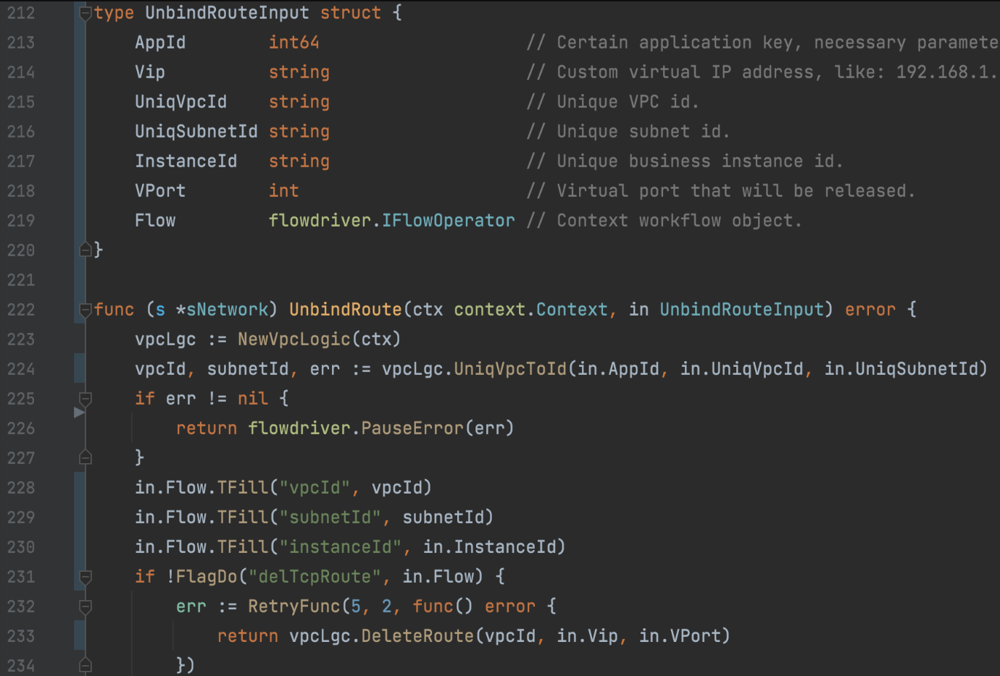 212 type UnbindRouteInput struct {
213 AppId int64 // Certain application key, necessary
214 Vip string // Custom virtual IP address, like: 192.168.1.
215 UniqVpcId string // Unique VPC id.
216 UniqSubnetId string // Unique subnet id.
217 InstanceId string // Unique business instance id.
218 VPort int // Virtual port that will be released.
219 Flow flowdriver.IFlowOperator // Context workflow object.
220 }
221
222 func (s *sNetwork) UnbindRoute(ctx context.Context, in UnbindRouteInput) error {
223 vpcLgc := NewVpcLogic(ctx)
224 vpcId, subnetId, err := vpcLgc.UniqVpcToId(in.AppId, in.UniqVpcId, in.UniqSubnetId)
225 if err != nil {
226 return flowdriver.PauseError(err)
227 }
228 in.Flow.TFill("vpcId", vpcId)
229 in.Flow.TFill("subnetId", subnetId)
230 in.Flow.TFill("instanceId", in.InstanceId)
231 if !FlagDo("delTcpRoute", in.Flow) {
232 err := RetryFunc(5, 2, func() error {
233 return vpcLgc.DeleteRoute(vpcId, in.Vip, in.VPort)
234 })